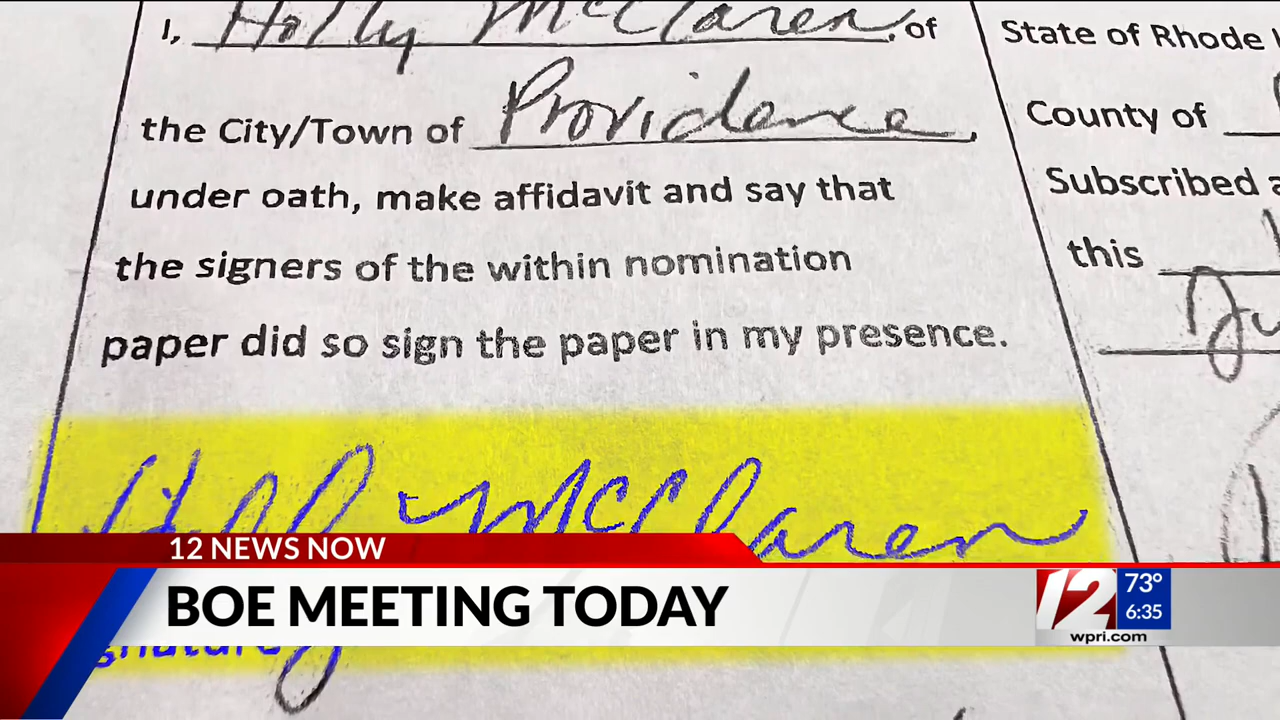 I, Holly McClaren, of
the City/Town of Providence,
under oath, make affidavit and say that
the signers of the within nomination
paper did so sign the paper in my presence.
Holly McClaren
State of Rhode
County of
Subscribed
this
12 NEWS NOW
BOE MEETING TODAY
12
73°
6:35
wpri.com